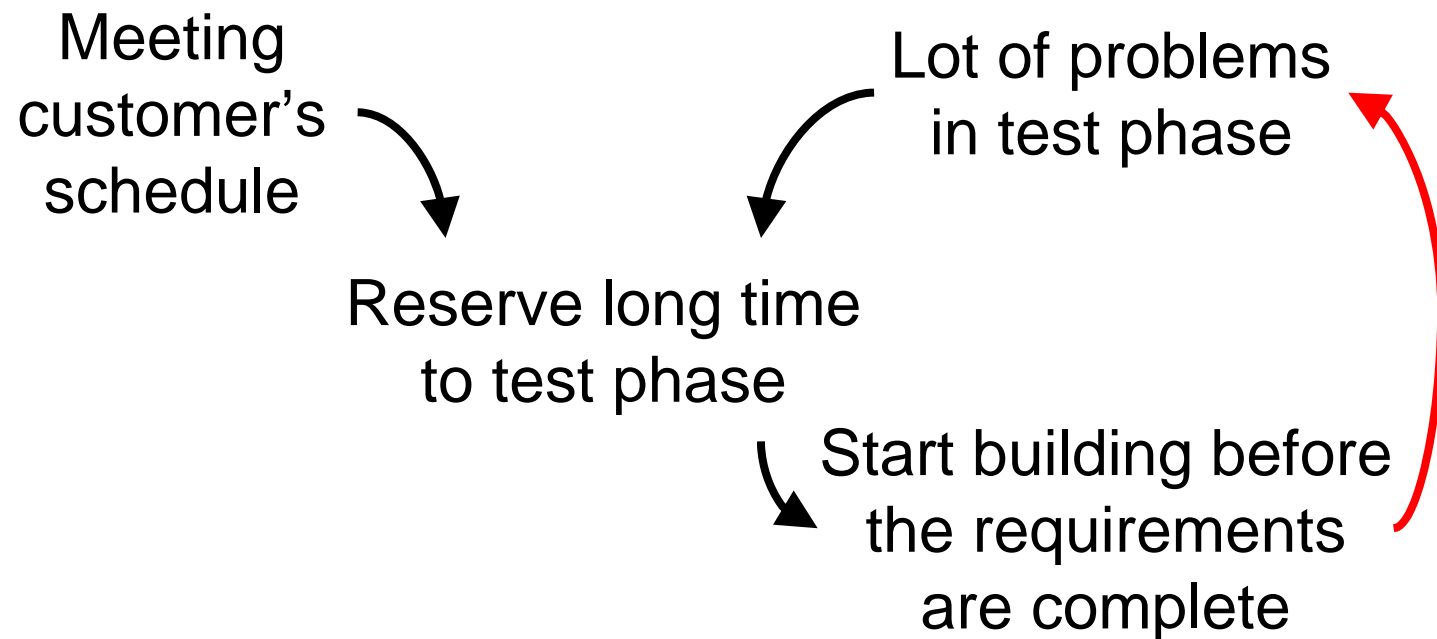 Meeting
customer’s
schedule
Lot of problems
in test phase
Reserve long time
to test phase
Start building before
the requirements
are complete